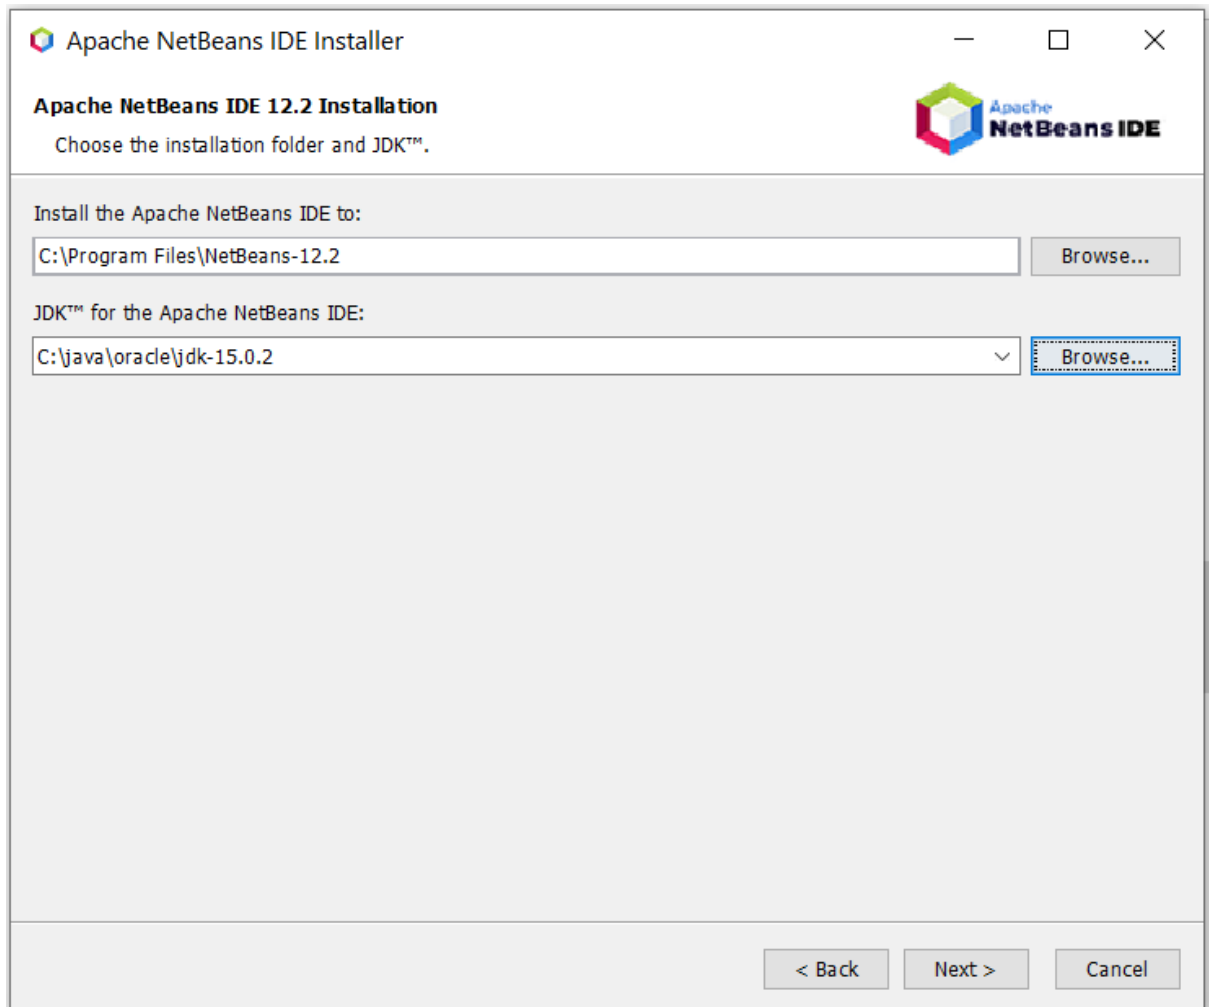 Apache NetBeans IDE Installer
Apache NetBeans IDE 12.2 Installation
Choose the installation folder and JDK™.
Apache
NetBeans IDE
Install the Apache NetBeans IDE to:
C:\Program Files\NetBeans-12.2
Browse...
JDK™ for the Apache NetBeans IDE:
C:\java\oracle\jdk-15.0.2
Browse...
< Back Next > Cancel